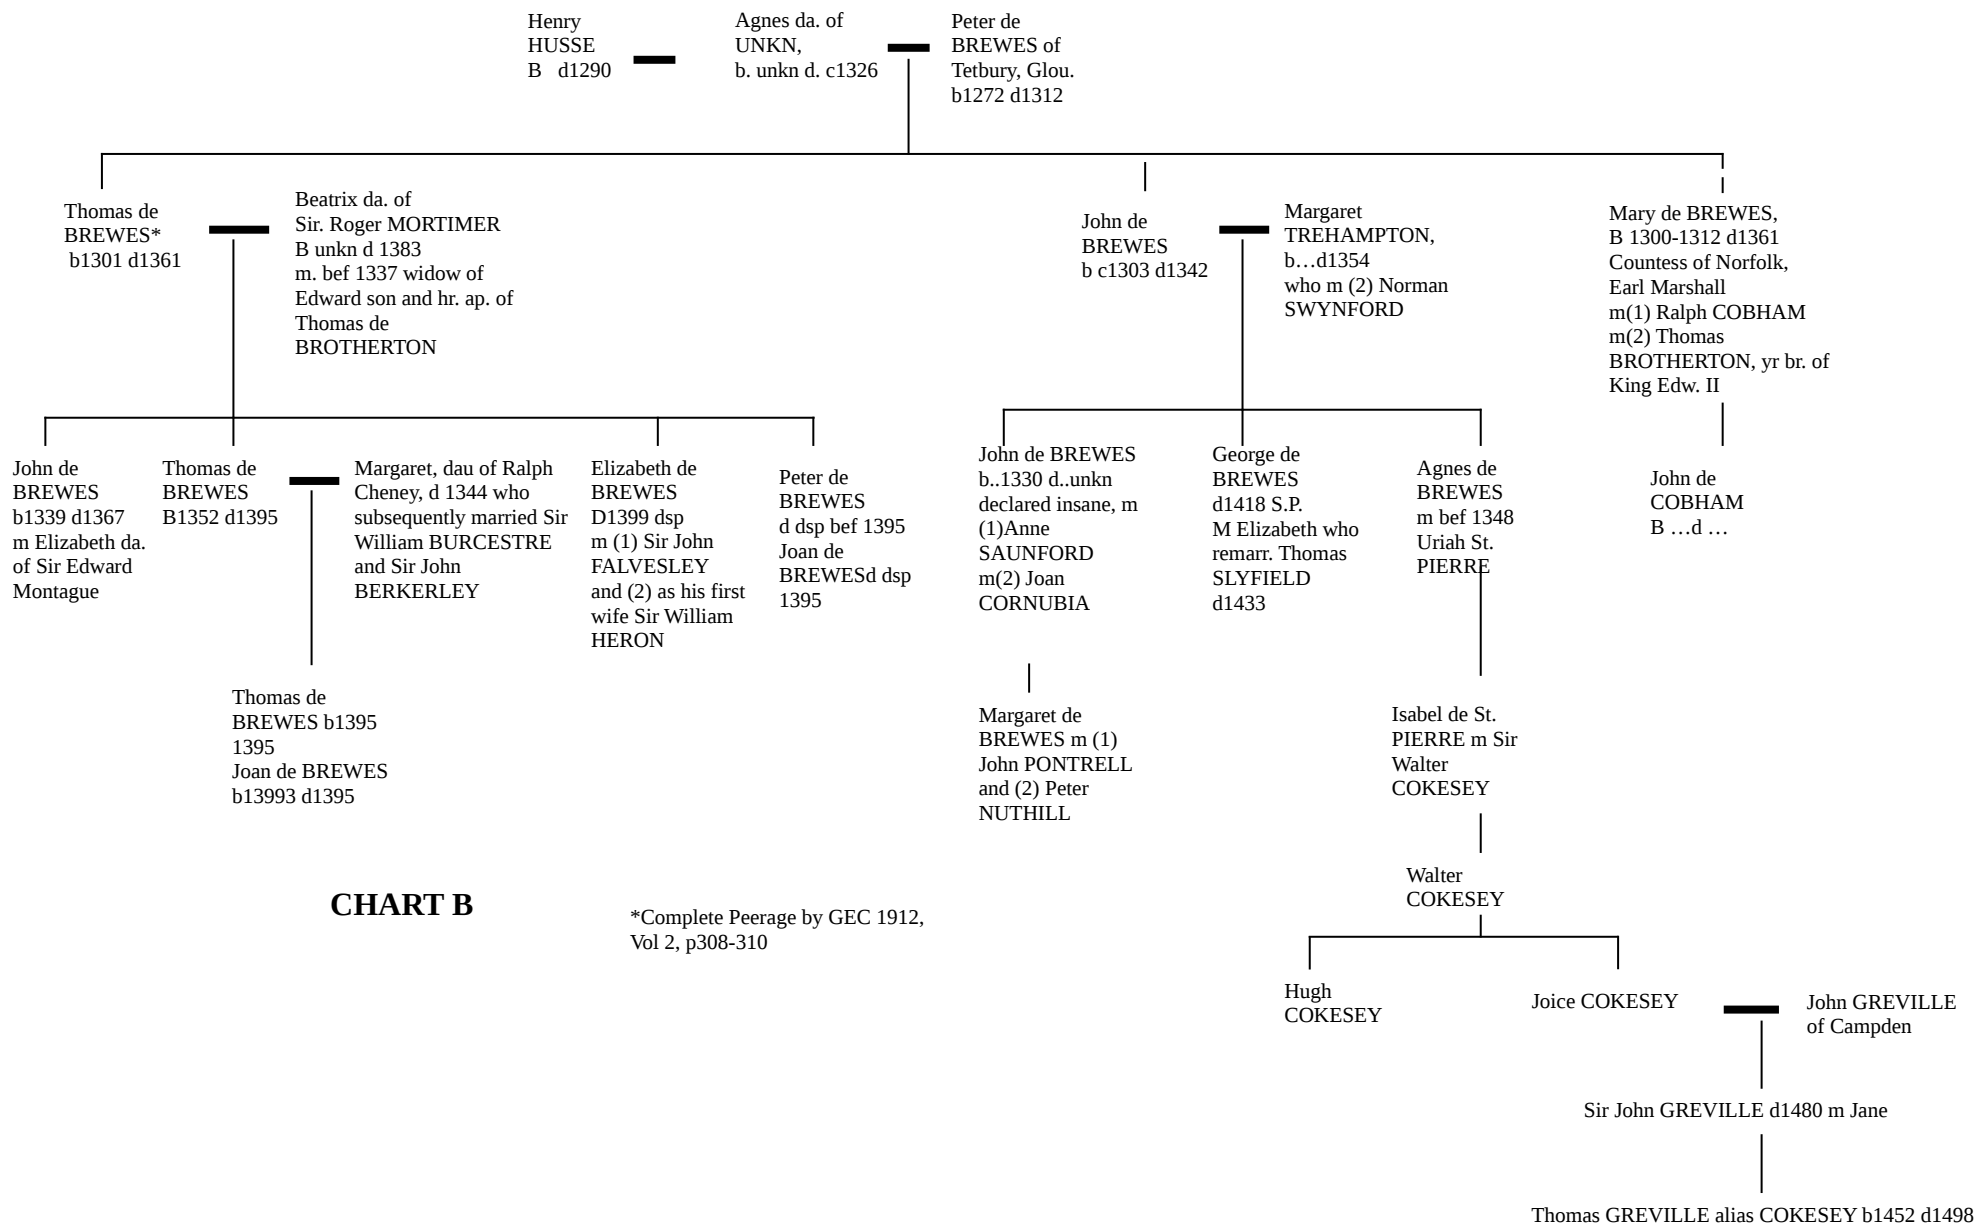 Henry
HUSSE
B d1290
Agnes da. of
UNKN,
b. unkn d. c1326
Peter de
BREWES of
Tetbury, Glou.
b1272 d1312
Thomas de
BREWES*
b1301 d1361
Beatrix da. of
Sir. Roger MORTIMER
B unkn d 1383
m. bef 1337 widow of
Edward son and hr. ap. of
Thomas de
BROTHERTON
John de
BREWES
b c1303 d1342
Margaret
TREHAMPTON,
b…d1354
who m (2) Norman
SWYNFORD
Mary de BREWES,
B 1300-1312 d1361
Countess of Norfolk,
Earl Marshall
m(1) Ralph COBHAM
m(2) Thomas
BROTHERTON, yr br. of
King Edw. II
John de
BREWES
b1339 d1367
m Elizabeth da.
of Sir Edward
Montague
Thomas de
BREWES
B1352 d1395
Margaret, dau of Ralph
Cheney, d 1344 who
subsequently married Sir
William BURCESTRE
and Sir John
BERKERLEY
Elizabeth de
BREWES
D1399 dsp
m (1) Sir John
FALVESLEY
and (2) as his first
wife Sir William
HERON
Peter de
BREWES
d dsp bef 1395
Joan de
BREWESd dsp
1395
John de BREWES
b..1330 d..unkn
declared insane, m
(1)Anne
SAUNFORD
m(2) Joan
CORNUBIA
George de
BREWES
d1418 S.P.
M Elizabeth who
remarr. Thomas
SLYFIELD
d1433
Agnes de
BREWES
m bef 1348
Uriah St.
PIERRE
John de
COBHAM
B …d …
Thomas de
BREWES b1395
1395
Joan de BREWES
b13993 d1395
Margaret de
BREWES m (1)
John PONTRELL
and (2) Peter
NUTHILL
Isabel de St.
PIERRE m Sir
Walter
COKESEY
Walter
COKESEY
CHART B
*Complete Peerage by GEC 1912,
Vol 2, p308-310
Hugh
COKESEY
Joice COKESEY
John GREVILLE
of Campden
Sir John GREVILLE d1480 m Jane
Thomas GREVILLE alias COKESEY b1452 d1498